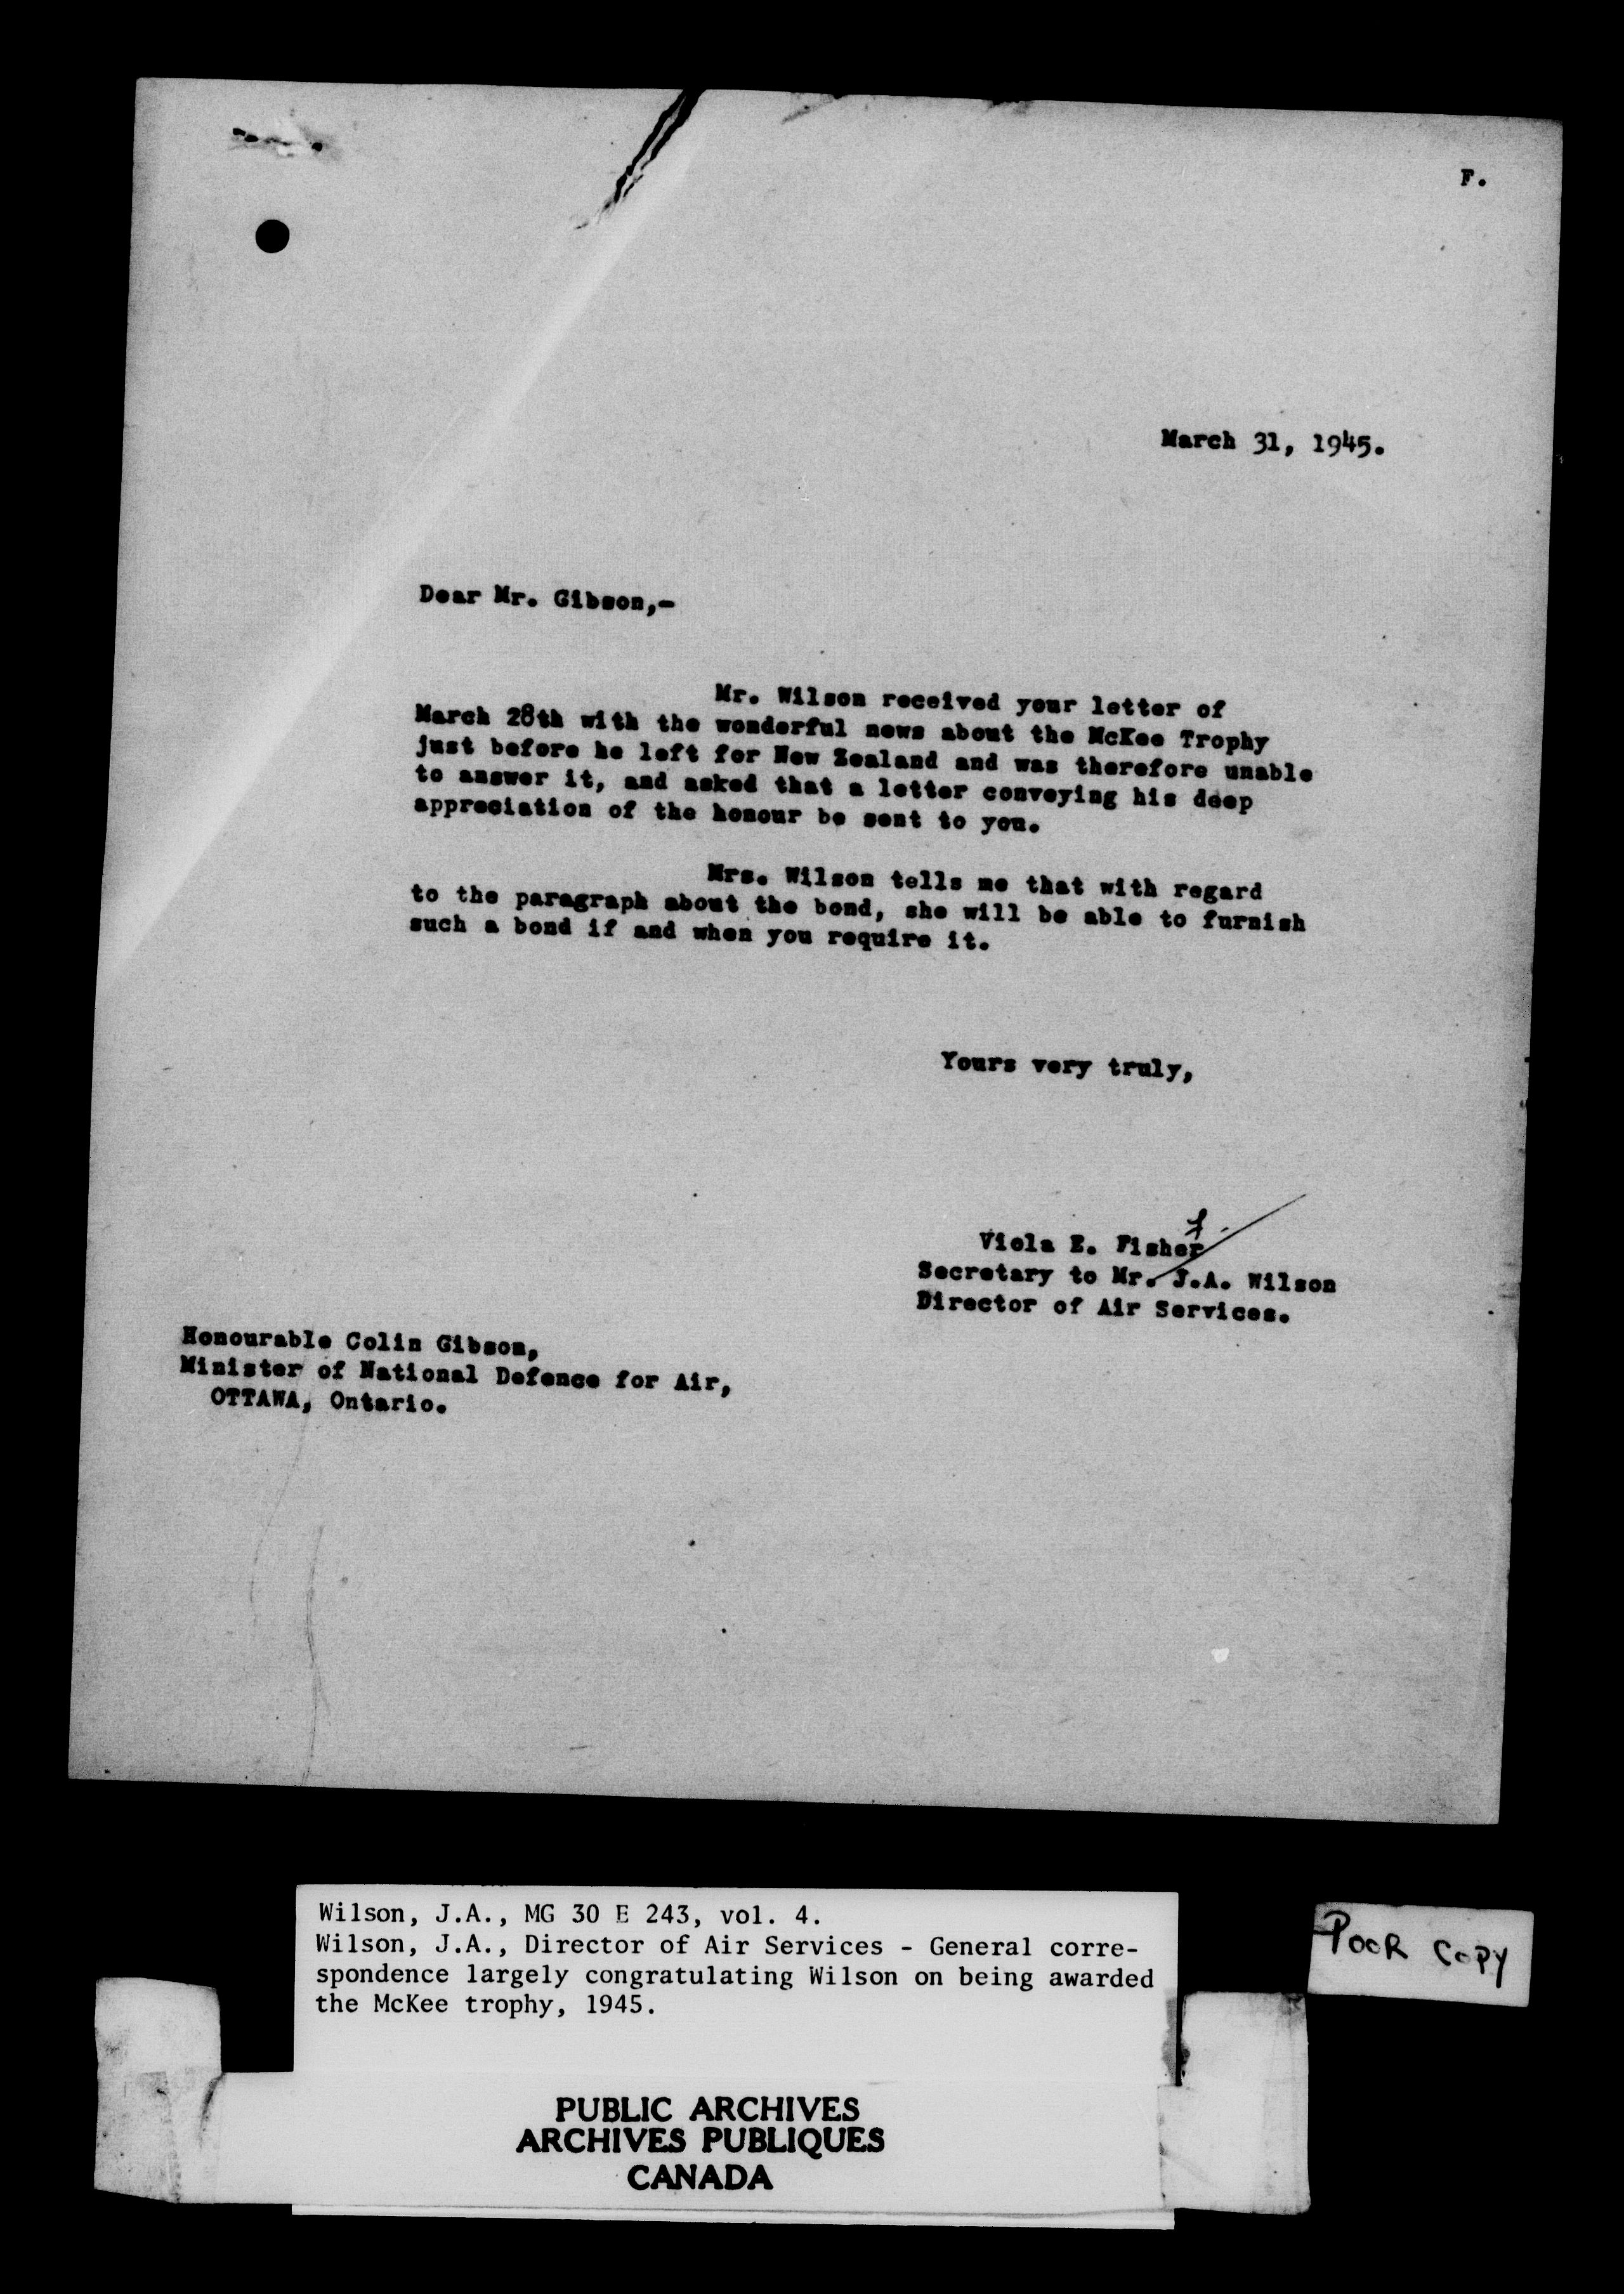 F.
March 31, 1945.
Dear Mr. Gibson,-
Mr. Wilson received your letter of
March 28th with the wonderful news about the McKee Trophy
just before he left for New Zealand and was therefore unable
to answer it, and asked that a letter conveying his deep
appreciation of the honour be sent to you.
Mrs. Wilson tells me that with regard
to the paragraph about the bond, she will be able to furnish
such a bond if and when you require it.
Yours very truly,
Viola E. Fisher
Secretary to Mr. J.A. Wilson
Director of Air Services.
Honourable Colin Gibson,
Minister of National Defence for Air,
OTTAWA, Ontario.
Wilson, J.A., MG 30 E 243, vol. 4.
Wilson, J.A., Director of Air Services - General corre-
spondence largely congratulating Wilson on being awarded
the McKee trophy, 1945.
POOR COPY
PUBLIC ARCHIVES
ARCHIVES PUBLIQUES
CANADA